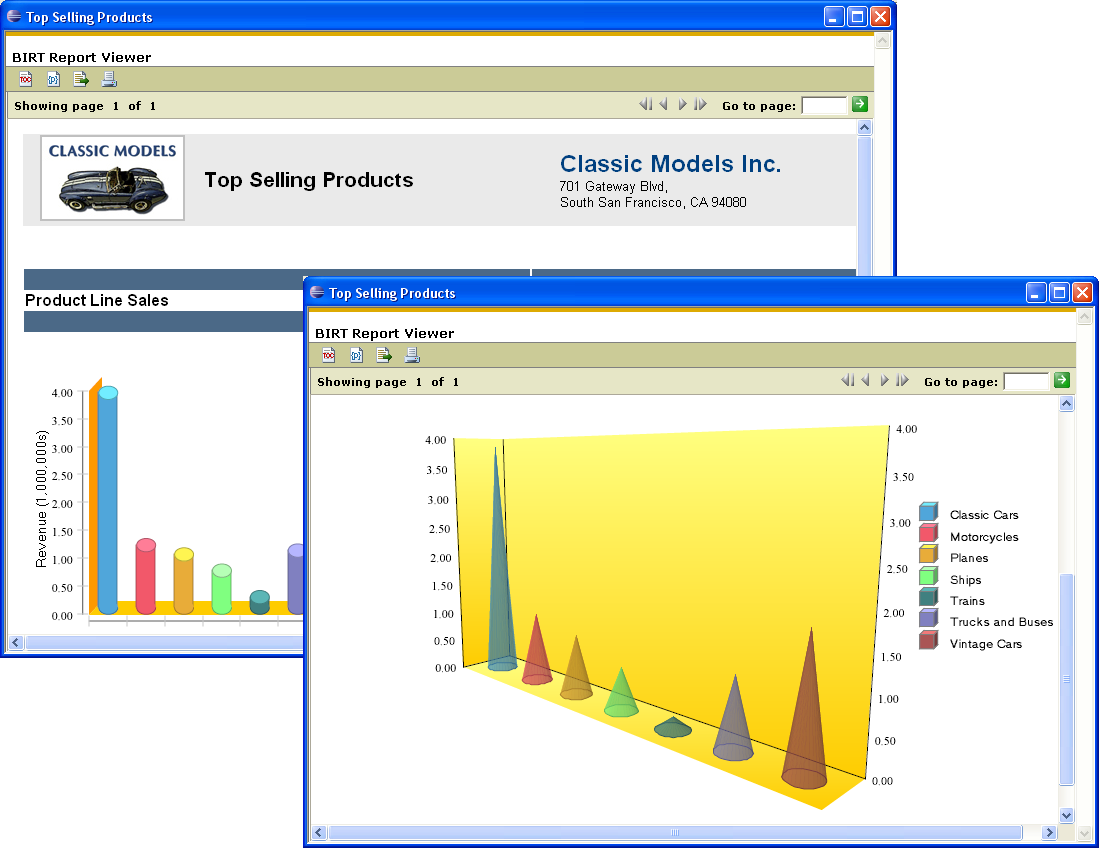 Top Selling Products
BIRT Report Viewer
TOC
Showing page 1 of 1
Go to page:
CLASSIC MODELS
Top Selling Products
Classic Models Inc.
701 Gateway Blvd,
South San Francisco, CA 94080
Product Line Sales
Revenue (1,000,000s)
4.00
3.50
3.00
2.50
2.00
1.50
1.00
0.50
0.00
Top Selling Products
BIRT Report Viewer
TOC
Showing page 1 of 1
Go to page:
4.00
3.50
3.00
2.50
2.00
1.50
1.00
0.50
0.00
4.00
3.50
3.00
2.50
2.00
1.50
1.00
0.50
0.00
Classic Cars
Motorcycles
Planes
Ships
Trains
Trucks and Buses
Vintage Cars